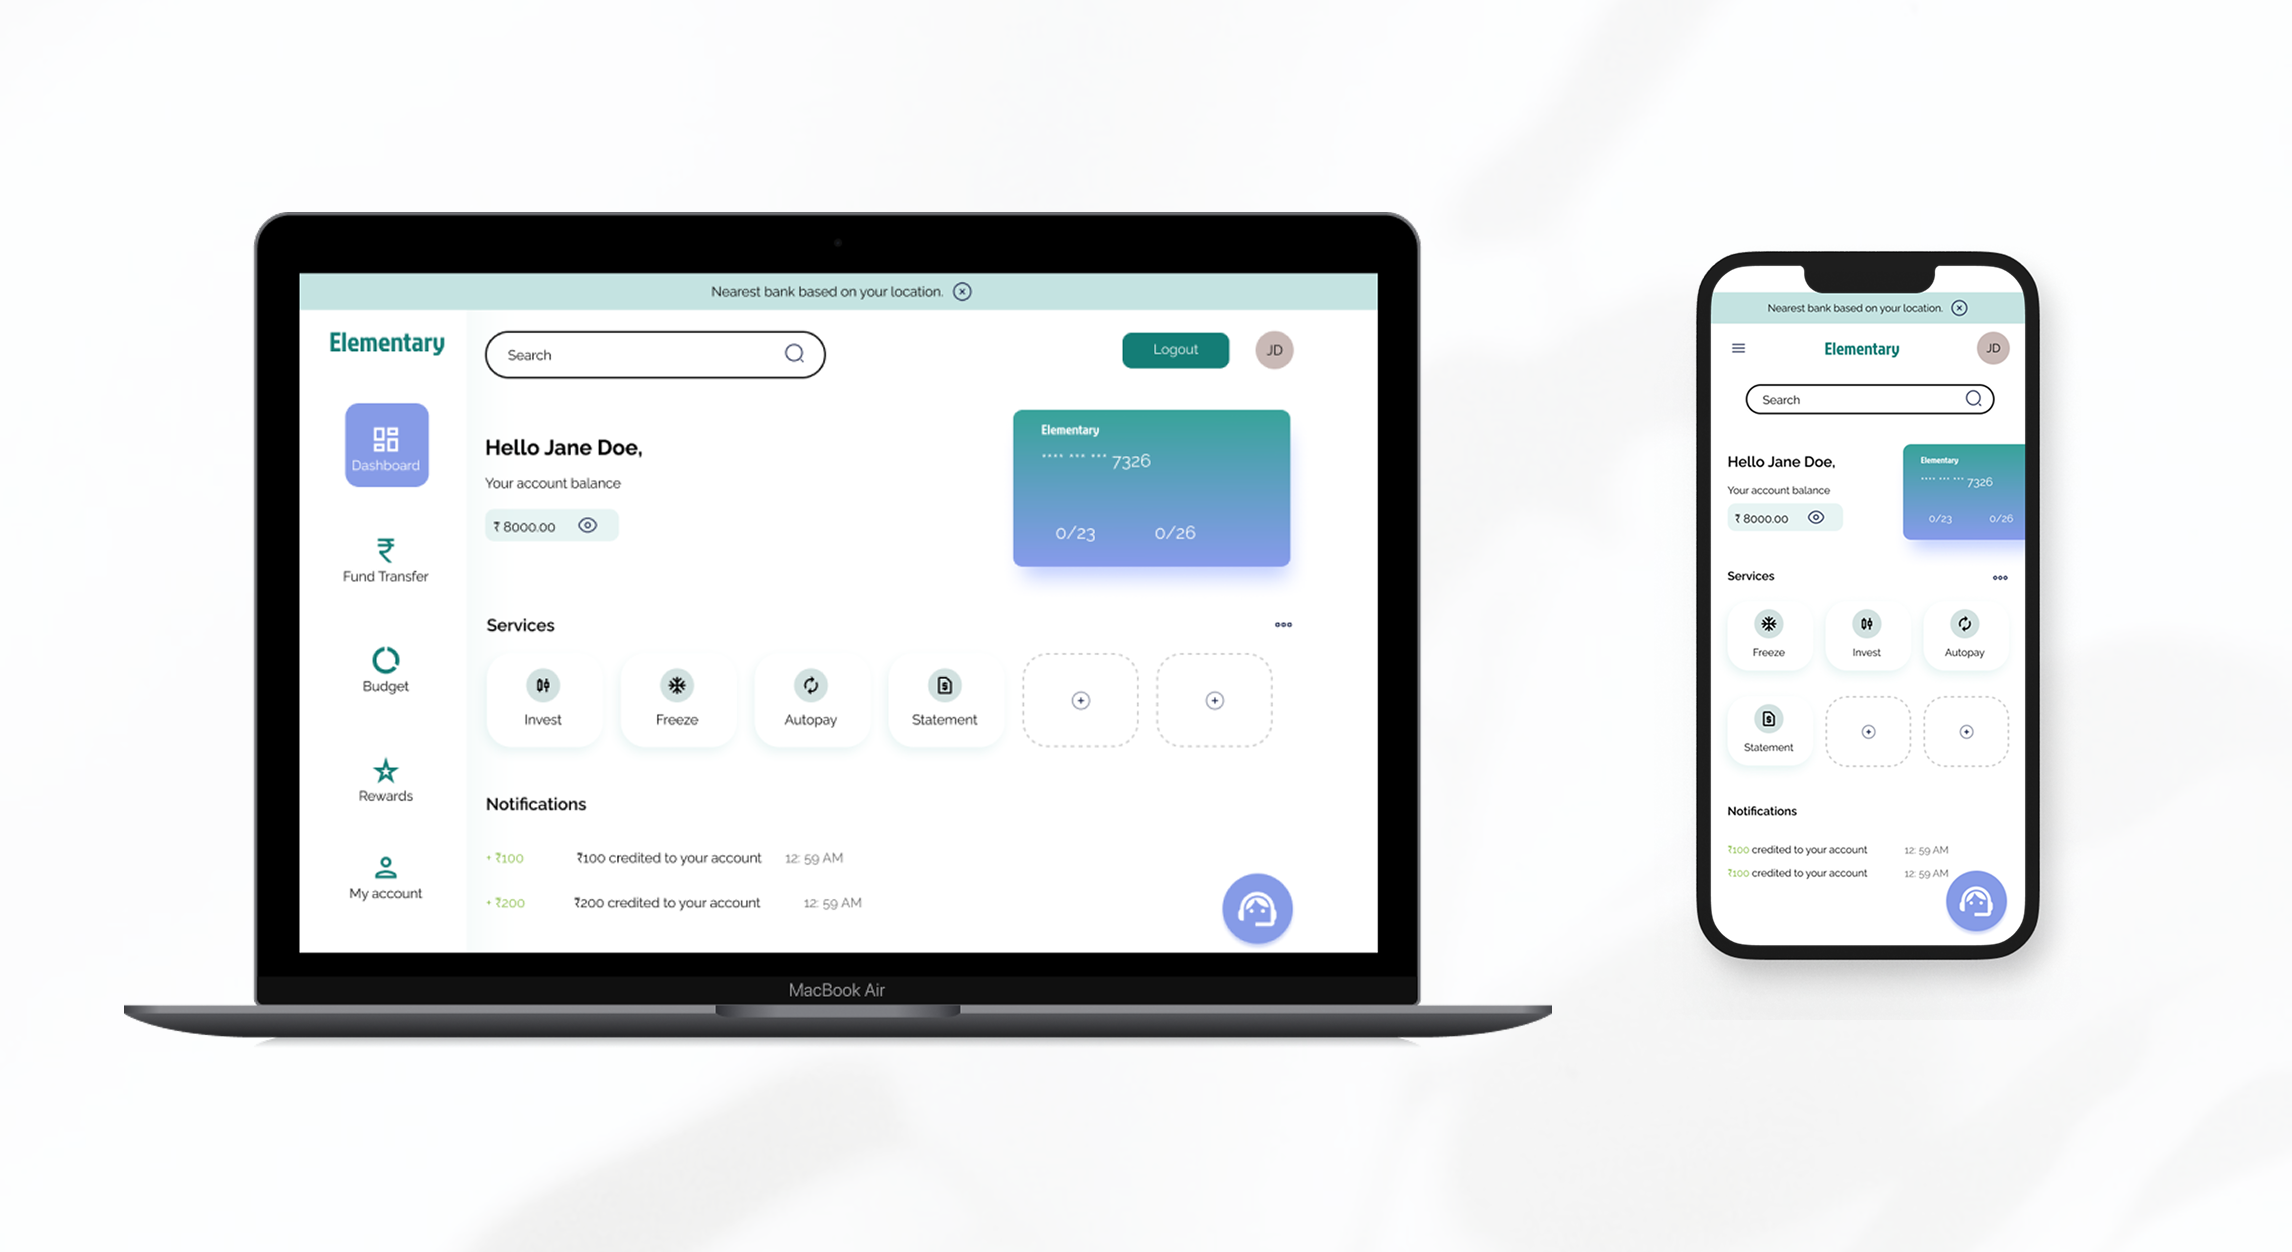 Nearest bank based on your location.
Elementary
Search
Logout
JD
Dashboard
Fund Transfer
Budget
Rewards
My account
Hello Jane Doe,
Your account balance
₹ 8000.00
Elementary
**** *** *** 7326
0/23 0/26
Services
Invest
Freeze
Autopay
Statement
Notifications
+ ₹100 ₹100 credited to your account 12: 59 AM
+ ₹200 ₹200 credited to your account 12: 59 AM
MacBook Air
Nearest bank based on your location.
Elementary
JD
Search
Hello Jane Doe,
Your account balance
₹ 8000.00
Elementary
**** *** *** 7326
0/23 0/26
Services
Freeze
Invest
Autopay
Statement
Notifications
₹100 credited to your account 12: 59 AM
₹100 credited to your account 12: 59 AM